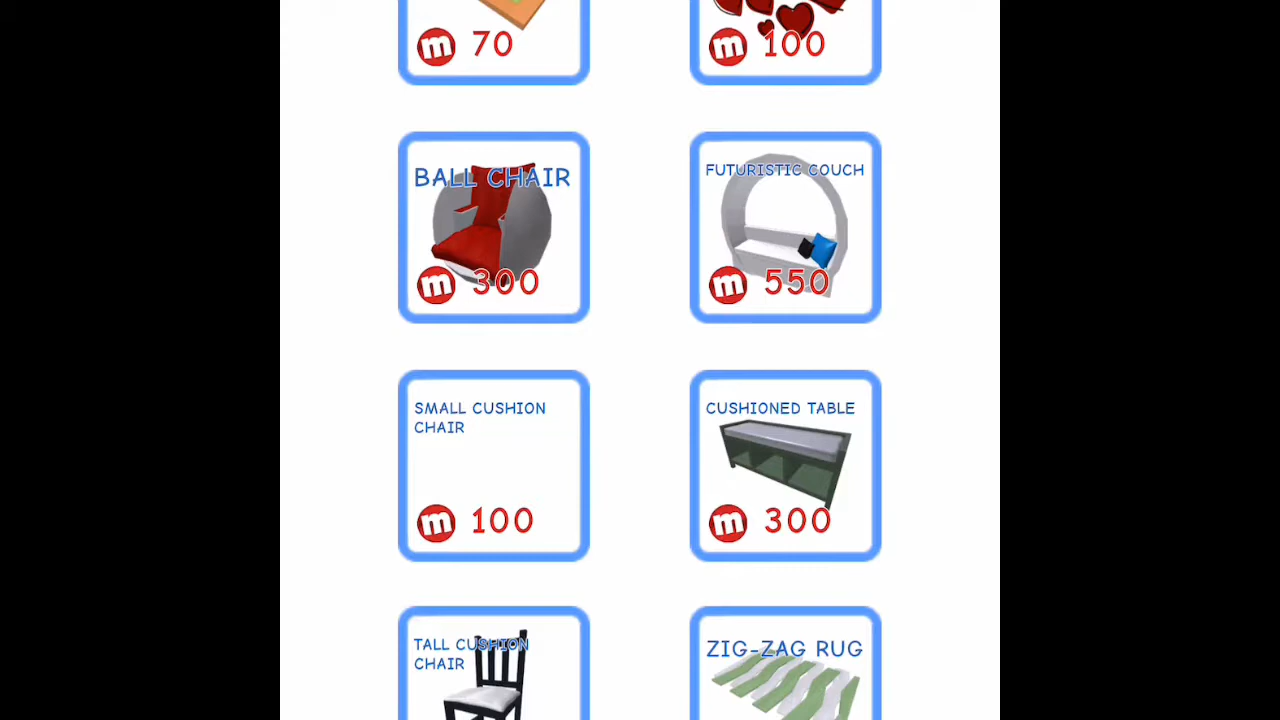 m 70
m 100
BALL CHAIR
m 300
FUTURISTIC COUCH
m 550
SMALL CUSHION
CHAIR
m 100
CUSHIONED TABLE
m 300
TALL CUSHION
CHAIR
ZIG-ZAG RUG